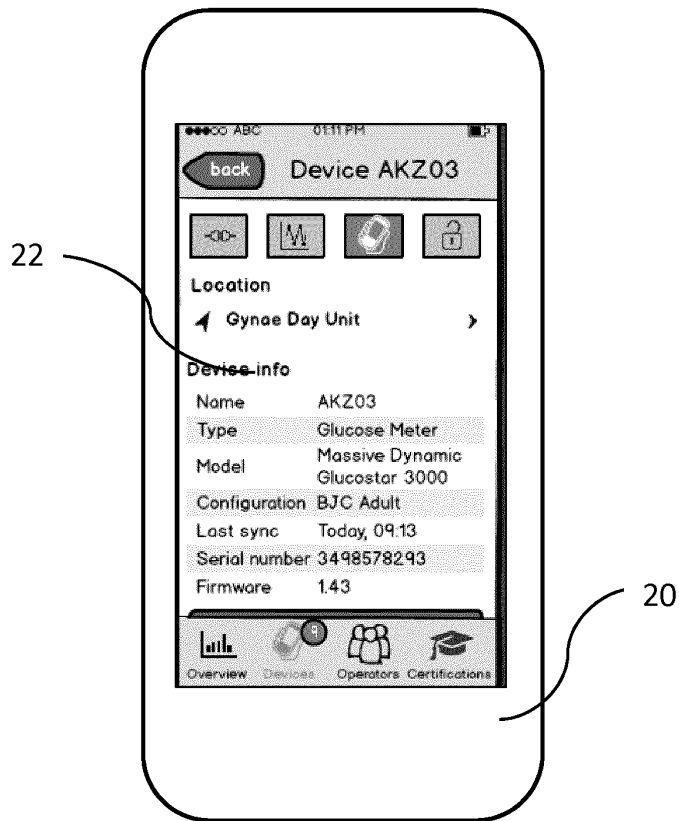 ABC 01:11 PM
back Device AKZ03
Location
Gynae Day Unit
22
Device info
Name AKZ03
Type Glucose Meter
Model Massive Dynamic
Glucostar 3000
Configuration BJC Adult
Last sync Today, 09:13
Serial number 3498578293
Firmware 1.43
20
9
Overview Devices Operators Certifications